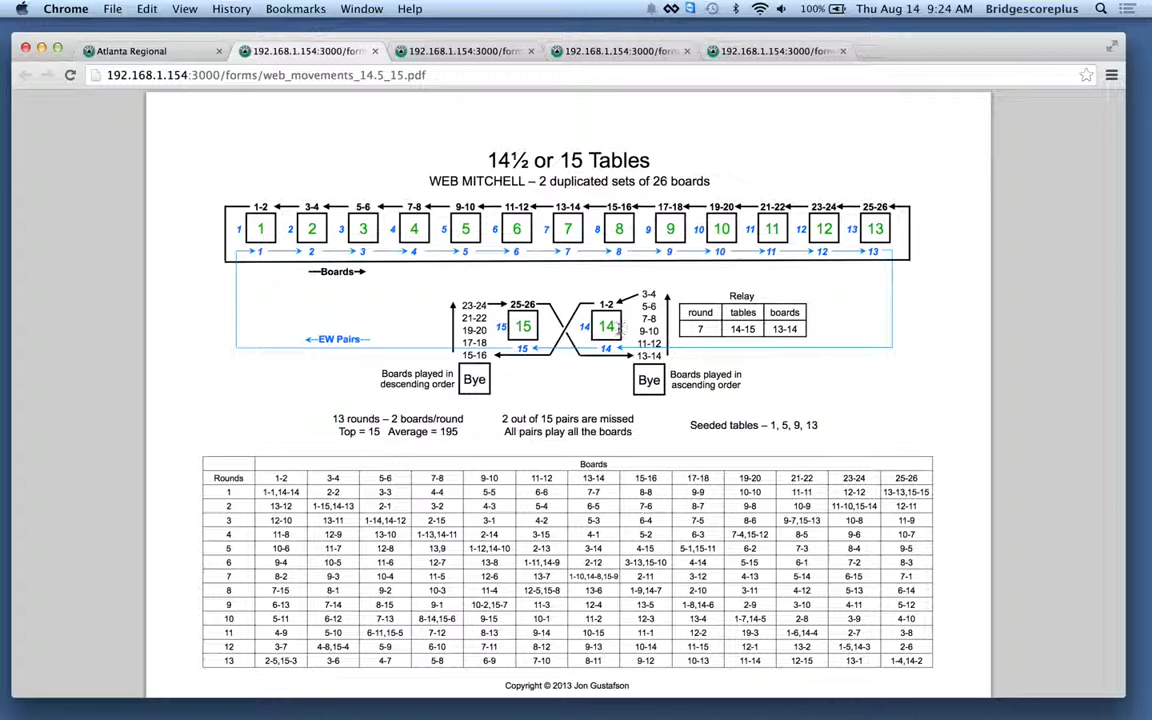 Chrome File Edit View History Bookmarks Window Help 100% Thu Aug 14 9:24 AM Bridgescoreplus
Atlanta Regional × 192.168.1.154:3000/form × 192.168.1.154:3000/form × 192.168.1.154:3000/form × 192.168.1.154:3000/form ×
192.168.1.154:3000/forms/web_movements_14.5_15.pdf
14½ or 15 Tables
WEB MITCHELL – 2 duplicated sets of 26 boards
1-2 3-4 5-6 7-8 9-10 11-12 13-14 15-16 17-18 19-20 21-22 23-24 25-26
1 1 2 2 3 3 4 4 5 5 6 6 7 7 8 8 9 9 10 10 11 11 12 12 13 13
1 2 3 4 5 6 7 8 9 10 11 12 13
Boards
23-24 25-26 1-2 3-4
21-22 5-6
19-20 15 15 14 14 7-8
17-18 9-10
15-16 15 14 11-12
13-14
Relay
round tables boards
7 14-15 13-14
EW Pairs
Boards played in
descending order
Bye
Bye
Boards played in
ascending order
13 rounds – 2 boards/round
Top = 15 Average = 195
2 out of 15 pairs are missed
All pairs play all the boards
Seeded tables – 1, 5, 9, 13
Boards
Rounds 1-2 3-4 5-6 7-8 9-10 11-12 13-14 15-16 17-18 19-20 21-22 23-24 25-26
1 1-1,14-14 2-2 3-3 4-4 5-5 6-6 7-7 8-8 9-9 10-10 11-11 12-12 13-13,15-15
2 13-12 1-15,14-13 2-1 3-2 4-3 5-4 6-5 7-6 8-7 9-8 10-9 11-10,15-14 12-11
3 12-10 13-11 1-14,14-12 2-15 3-1 4-2 5-3 6-4 7-5 8-6 9-7,15-13 10-8 11-9
4 11-8 12-9 13-10 1-13,14-11 2-14 3-15 4-1 5-2 6-3 7-4,15-12 8-5 9-6 10-7
5 10-6 11-7 12-8 13,9 1-12,14-10 2-13 3-14 4-15 5-1,15-11 6-2 7-3 8-4 9-5
6 9-4 10-5 11-6 12-7 13-8 1-11,14-9 2-12 3-13,15-10 4-14 5-15 6-1 7-2 8-3
7 8-2 9-3 10-4 11-5 12-6 13-7 1-10,14-8,15-9 2-11 3-12 4-13 5-14 6-15 7-1
8 7-15 8-1 9-2 10-3 11-4 12-5,15-8 13-6 1-9,14-7 2-10 3-11 4-12 5-13 6-14
9 6-13 7-14 8-15 9-1 10-2,15-7 11-3 12-4 13-5 1-8,14-6 2-9 3-10 4-11 5-12
10 5-11 6-12 7-13 8-14,15-6 9-15 10-1 11-2 12-3 13-4 1-7,14-5 2-8 3-9 4-10
11 4-9 5-10 6-11,15-5 7-12 8-13 9-14 10-15 11-1 12-2 19-3 1-6,14-4 2-7 3-8
12 3-7 4-8,15-4 5-9 6-10 7-11 8-12 9-13 10-14 11-15 12-1 13-2 1-5,14-3 2-6
13 2-5,15-3 3-6 4-7 5-8 6-9 7-10 8-11 9-12 10-13 11-14 12-15 13-1 1-4,14-2
Copyright © 2013 Jon Gustafson